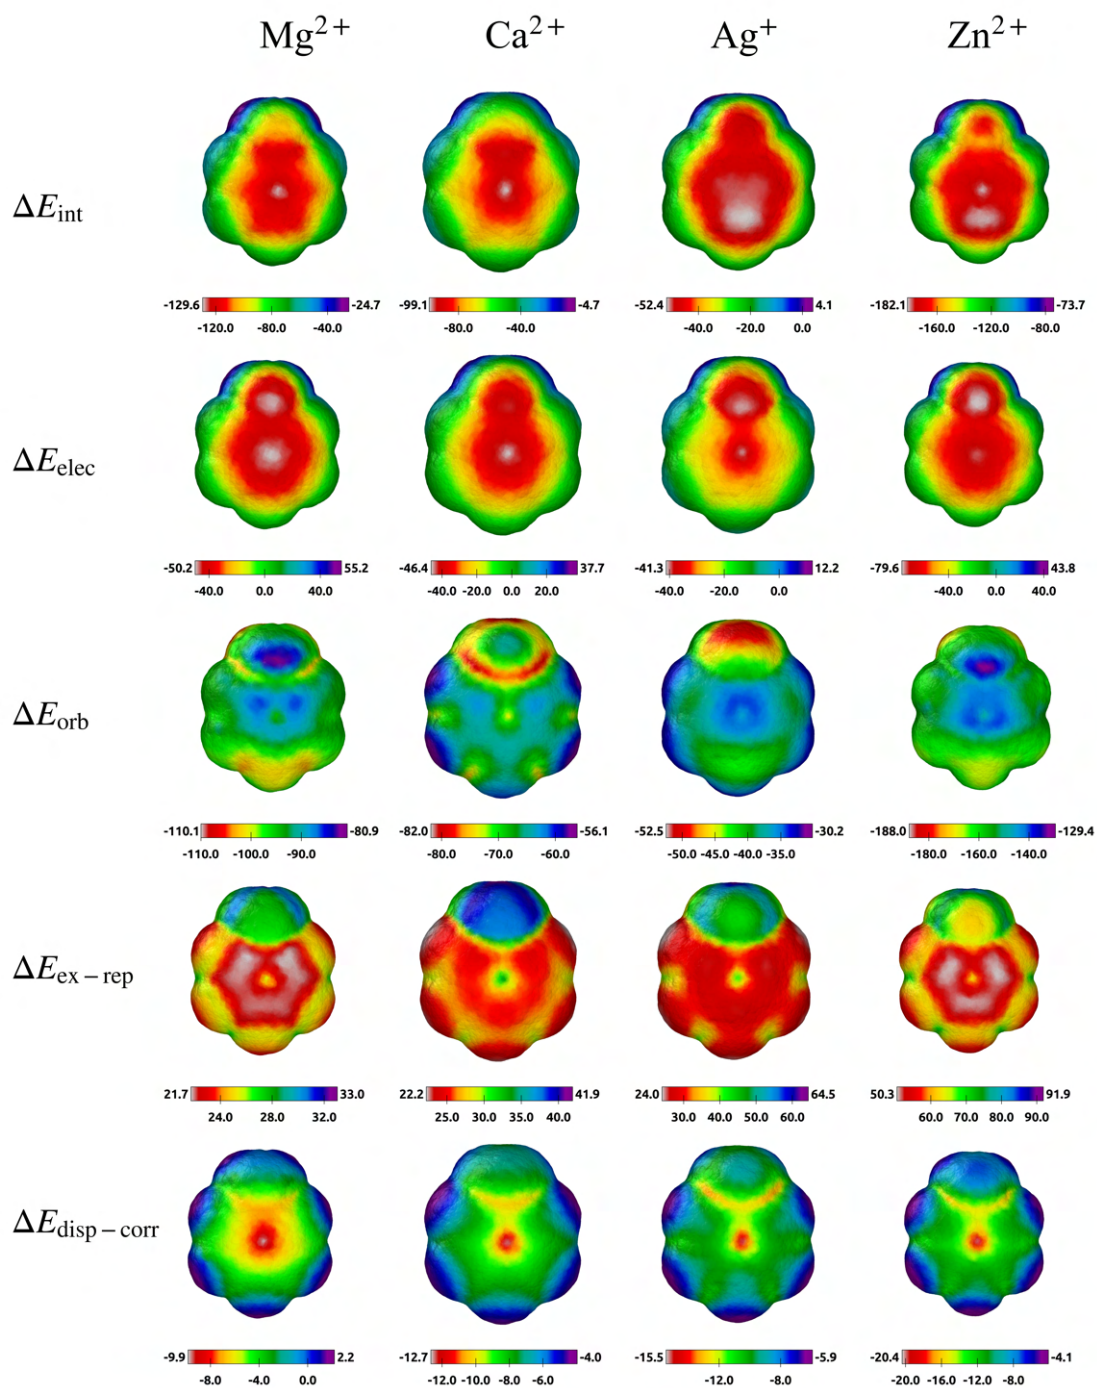 Mg²⁺ Ca²⁺ Ag⁺ Zn²⁺
ΔE_int
-129.6 -24.7 -99.1 -4.7 -52.4 4.1 -182.1 -73.7
-120.0 -80.0 -40.0 -80.0 -40.0 -40.0 -20.0 0.0 -160.0 -120.0 -80.0
ΔE_elec
-50.2 55.2 -46.4 37.7 -41.3 12.2 -79.6 43.8
-40.0 0.0 40.0 -40.0 -20.0 0.0 20.0 -40.0 -20.0 0.0 -40.0 0.0 40.0
ΔE_orb
-110.1 -80.9 -82.0 -56.1 -52.5 -30.2 -188.0 -129.4
-110.0 -100.0 -90.0 -80.0 -70.0 -60.0 -50.0 -45.0 -40.0 -35.0 -180.0 -160.0 -140.0
ΔE_ex – rep
21.7 33.0 22.2 41.9 24.0 64.5 50.3 91.9
24.0 28.0 32.0 25.0 30.0 35.0 40.0 30.0 40.0 50.0 60.0 60.0 70.0 80.0 90.0
ΔE_disp – corr
-9.9 2.2 -12.7 -4.0 -15.5 -5.9 -20.4 -4.1
-8.0 -4.0 0.0 -12.0 -10.0 -8.0 -6.0 -12.0 -8.0 -20.0 -16.0 -12.0 -8.0